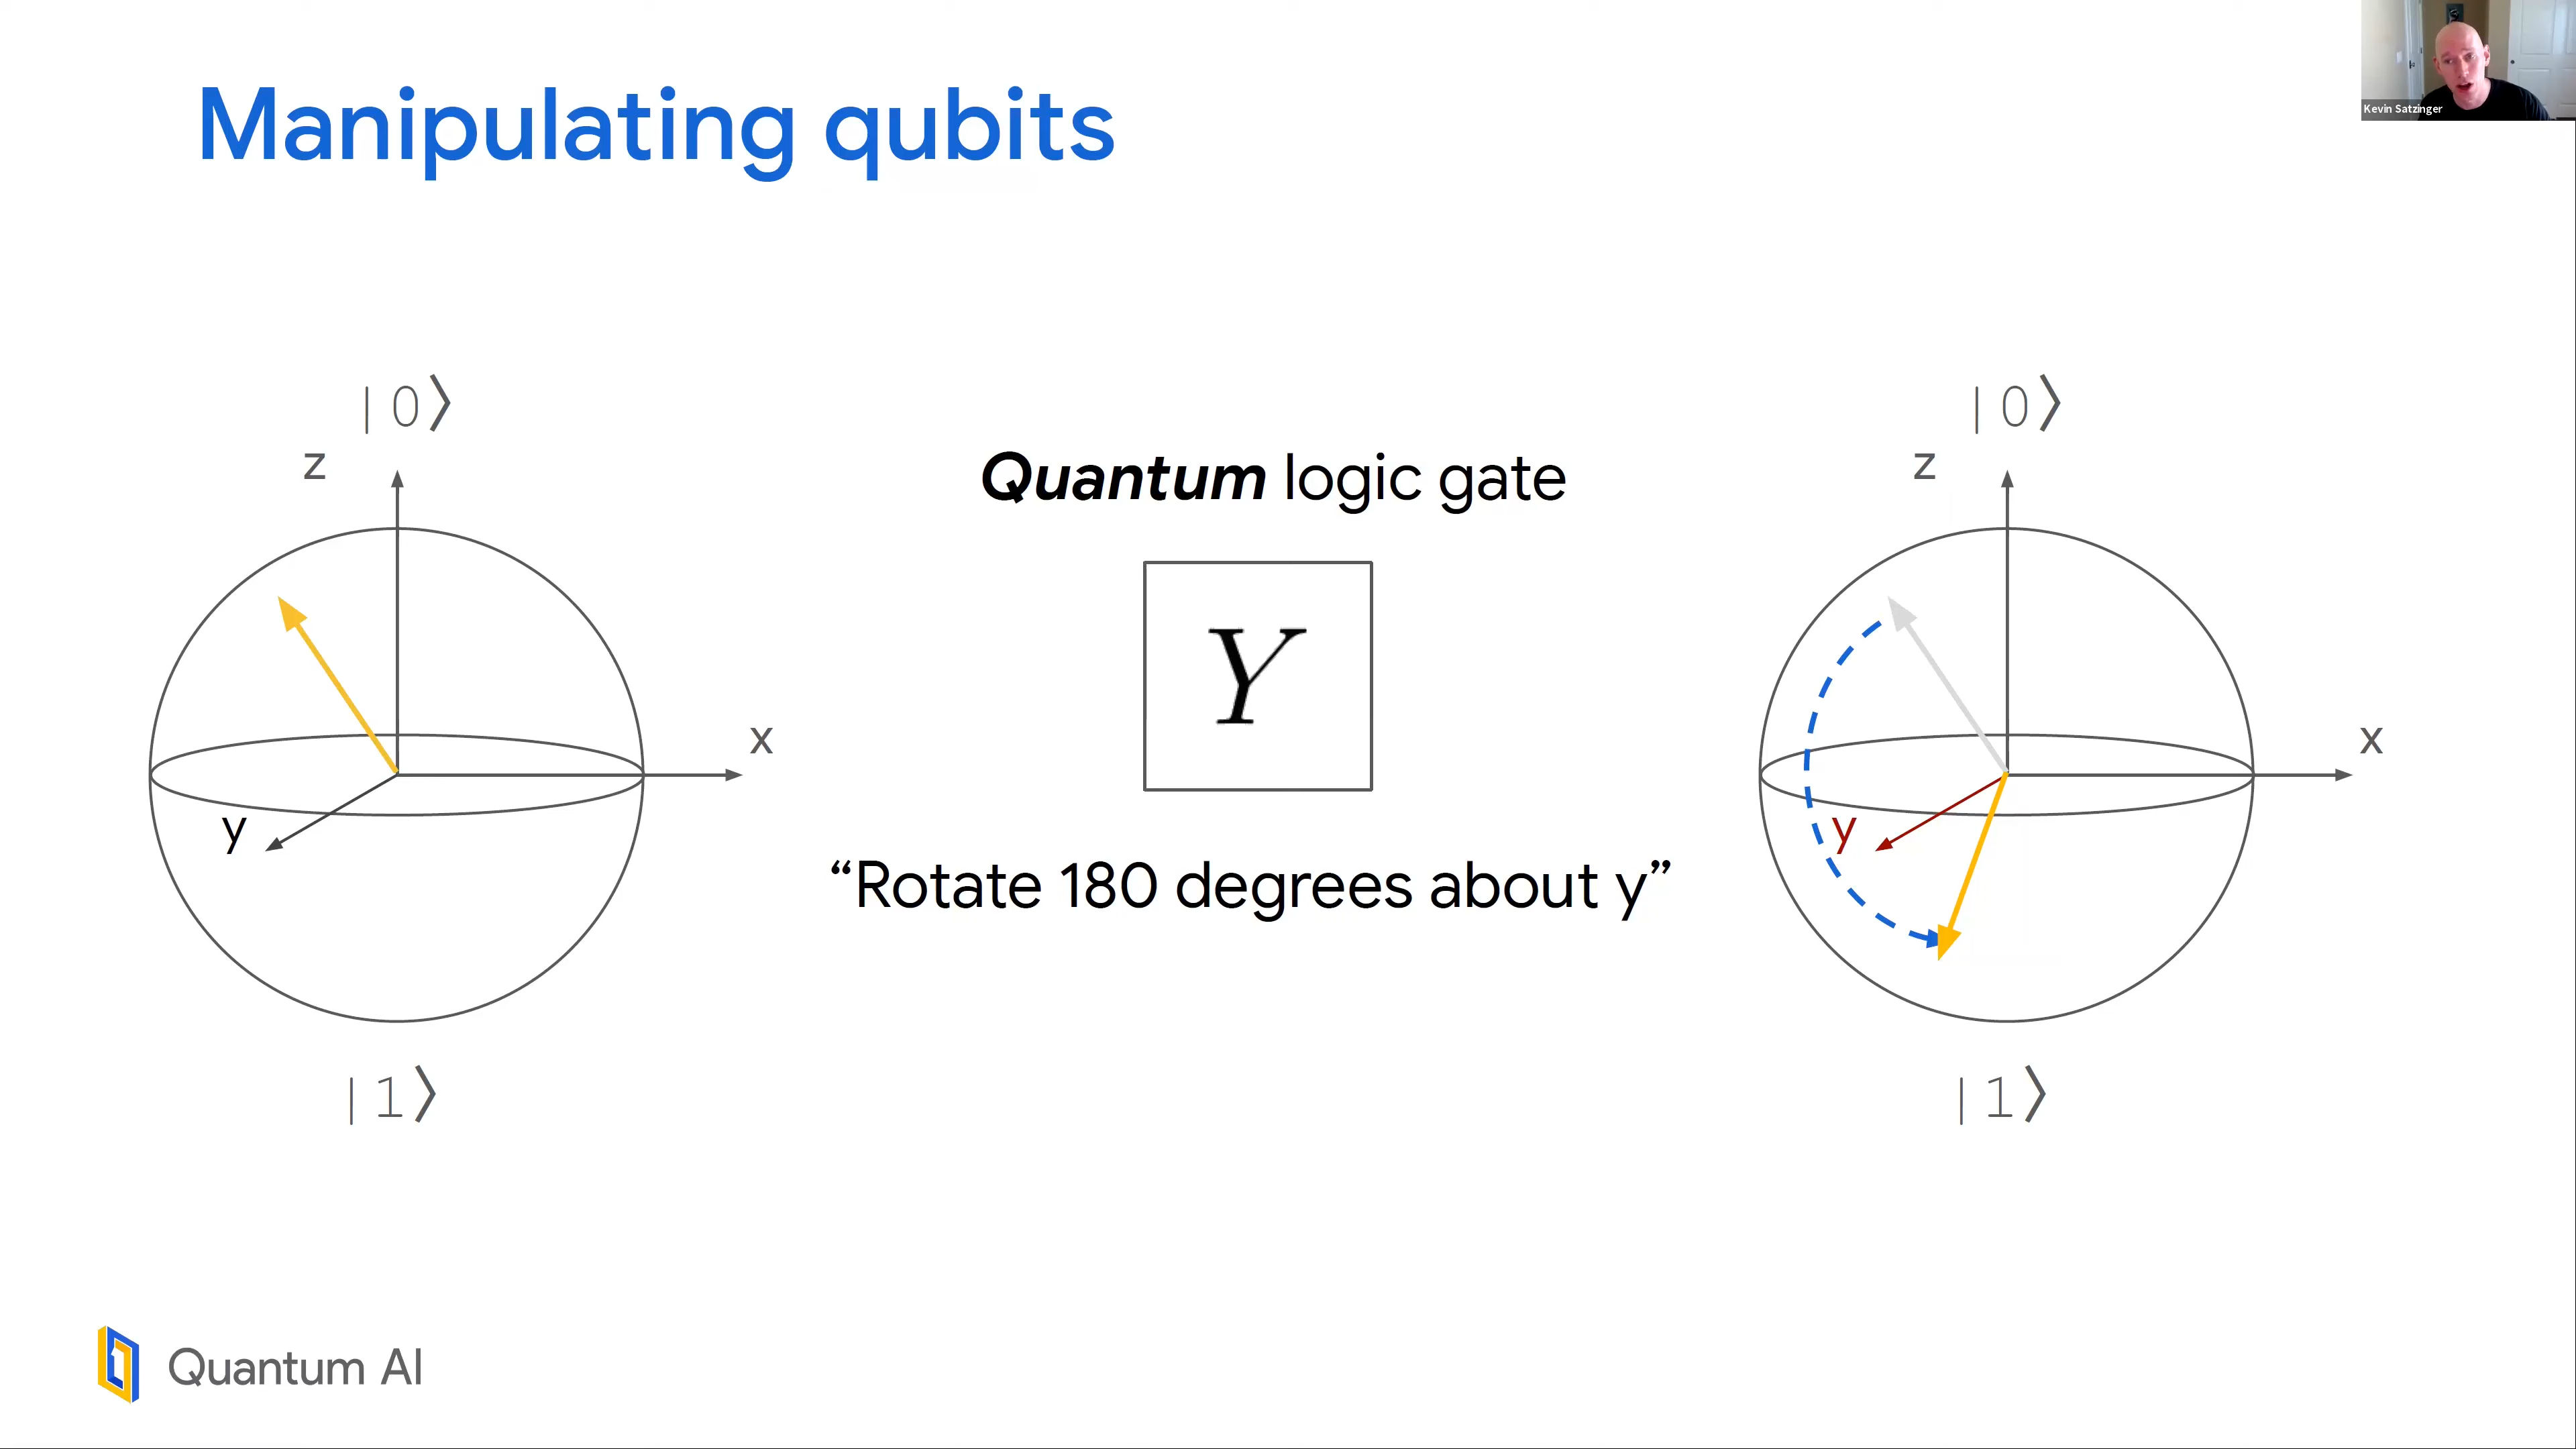 Manipulating qubits
Kevin Satzinger
|0⟩
z
x
y
|1⟩
Quantum logic gate
Y
“Rotate 180 degrees about y”
|0⟩
z
x
y
|1⟩
Quantum AI